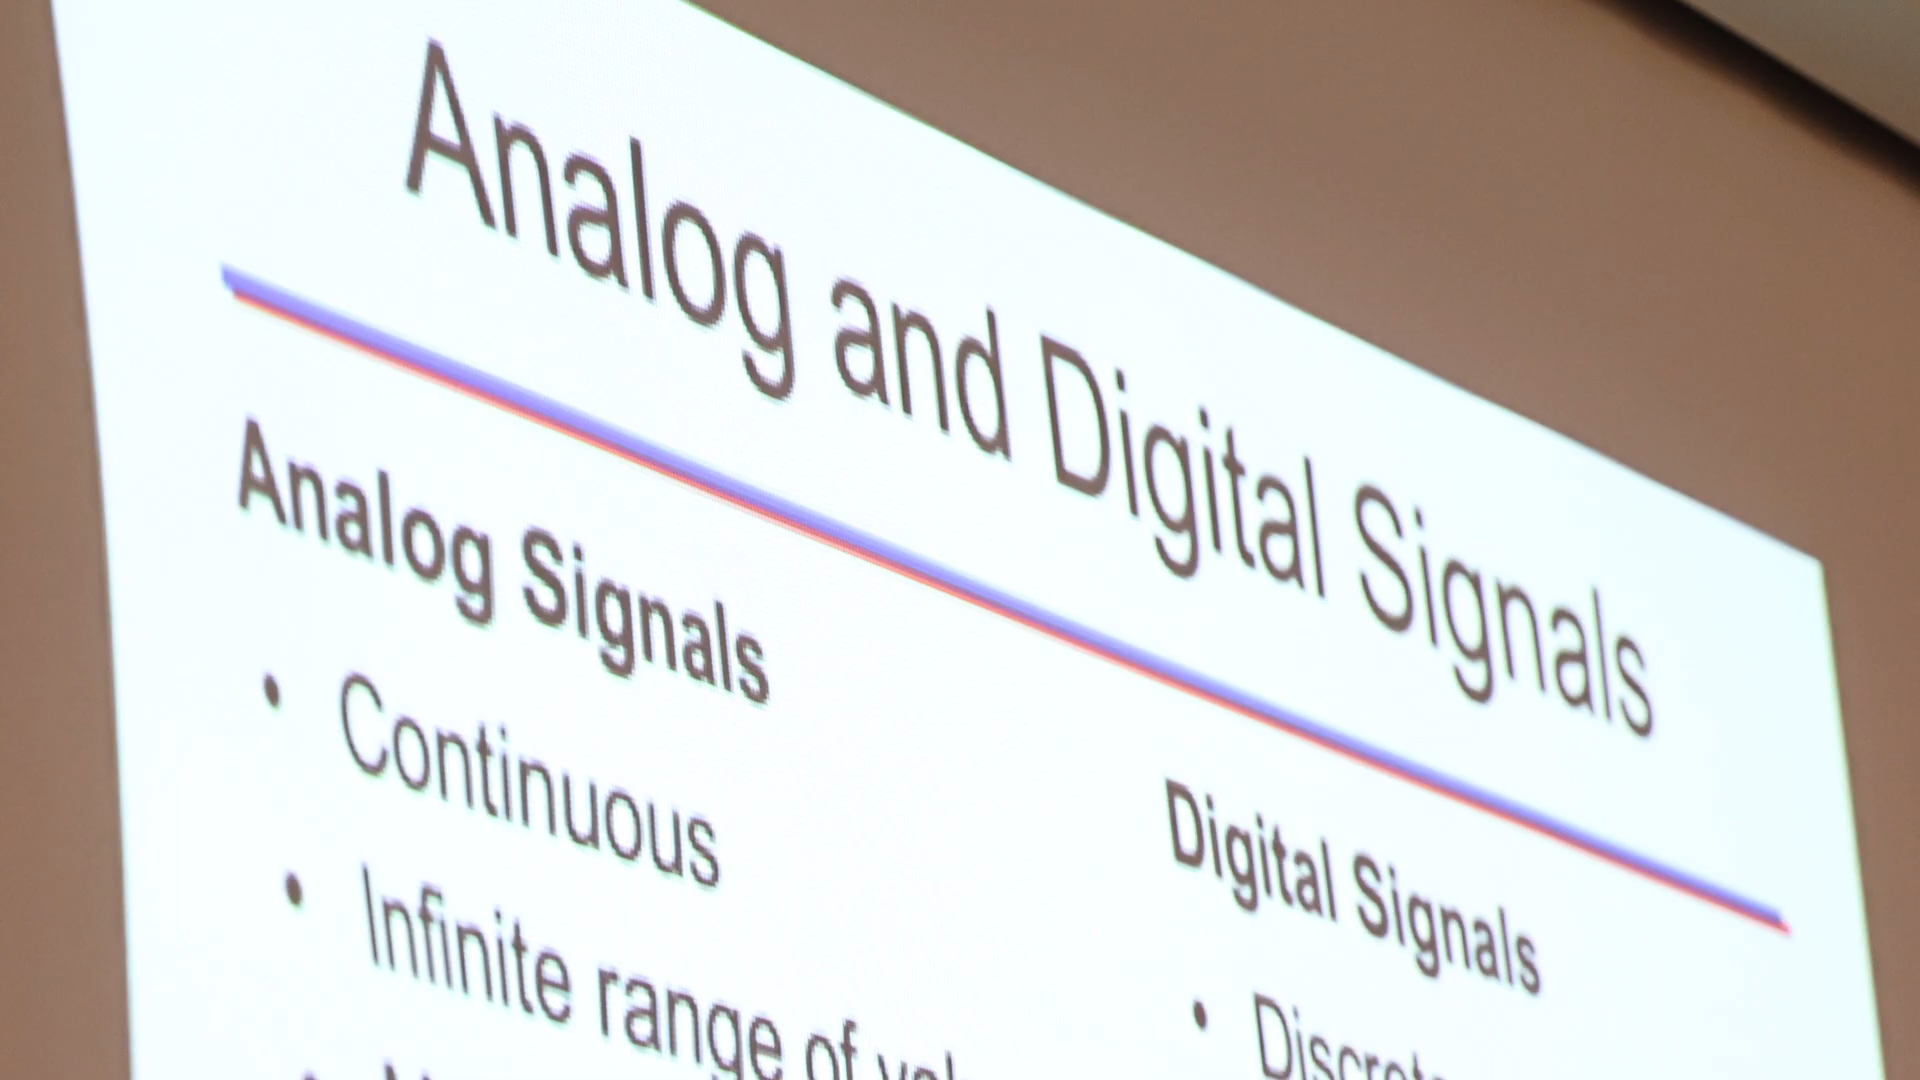 Analog and Digital Signals
Analog Signals
• Continuous
• Infinite range of
Digital Signals
•